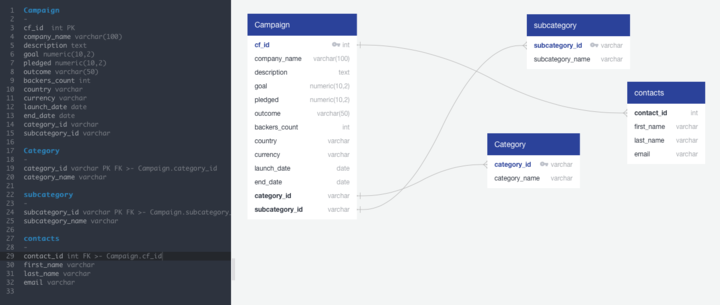 1 Campaign
2 -
3 cf_id int PK
4 company_name varchar(100)
5 description text
6 goal numeric(10,2)
7 pledged numeric(10,2)
8 outcome varchar(50)
9 backers_count int
10 country varchar
11 currency varchar
12 launch_date date
13 end_date date
14 category_id varchar
15 subcategory_id varchar
16
17 Category
18 -
19 category_id varchar PK FK >- Campaign.category_id
20 category_name varchar
21
22 subcategory
23 -
24 subcategory_id varchar PK FK >- Campaign.subcategory_
25 subcategory_name varchar
26
27 contacts
28 -
29 contact_id int FK >- Campaign.cf_id
30 first_name varchar
31 last_name varchar
32 email varchar
33
Campaign
cf_id int
company_name varchar(100)
description text
goal numeric(10,2)
pledged numeric(10,2)
outcome varchar(50)
backers_count int
country varchar
currency varchar
launch_date date
end_date date
category_id varchar
subcategory_id varchar
subcategory
subcategory_id varchar
subcategory_name varchar
contacts
contact_id int
first_name varchar
last_name varchar
email varchar
Category
category_id varchar
category_name varchar